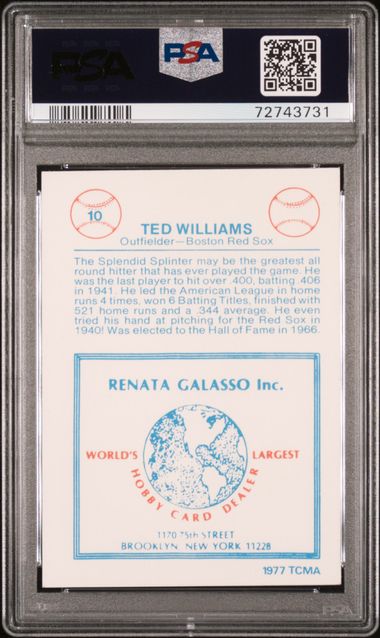 PSA
PSA
72743731
10
TED WILLIAMS
Outfielder—Boston Red Sox
The Splendid Splinter may be the greatest all
round hitter that has ever played the game. He
was the last player to hit over .400, batting .406
in 1941. He led the American League in home
runs 4 times, won 6 Batting Titles, finished with
521 home runs and a .344 average. He even
tried his hand at pitching for the Red Sox in
1940! Was elected to the Hall of Fame in 1966.
RENATA GALASSO Inc.
WORLD'S LARGEST
HOBBY CARD DEALER
1170 75th STREET
BROOKLYN, NEW YORK 11228
1977 TCMA
PSA